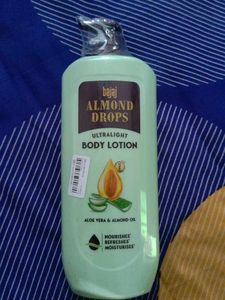 bajaj
ALMOND
DROPS
ULTRALIGHT
BODY LOTION
ALOE VERA & ALMOND OIL
NOURISHES
REFRESHES
MOISTURISES